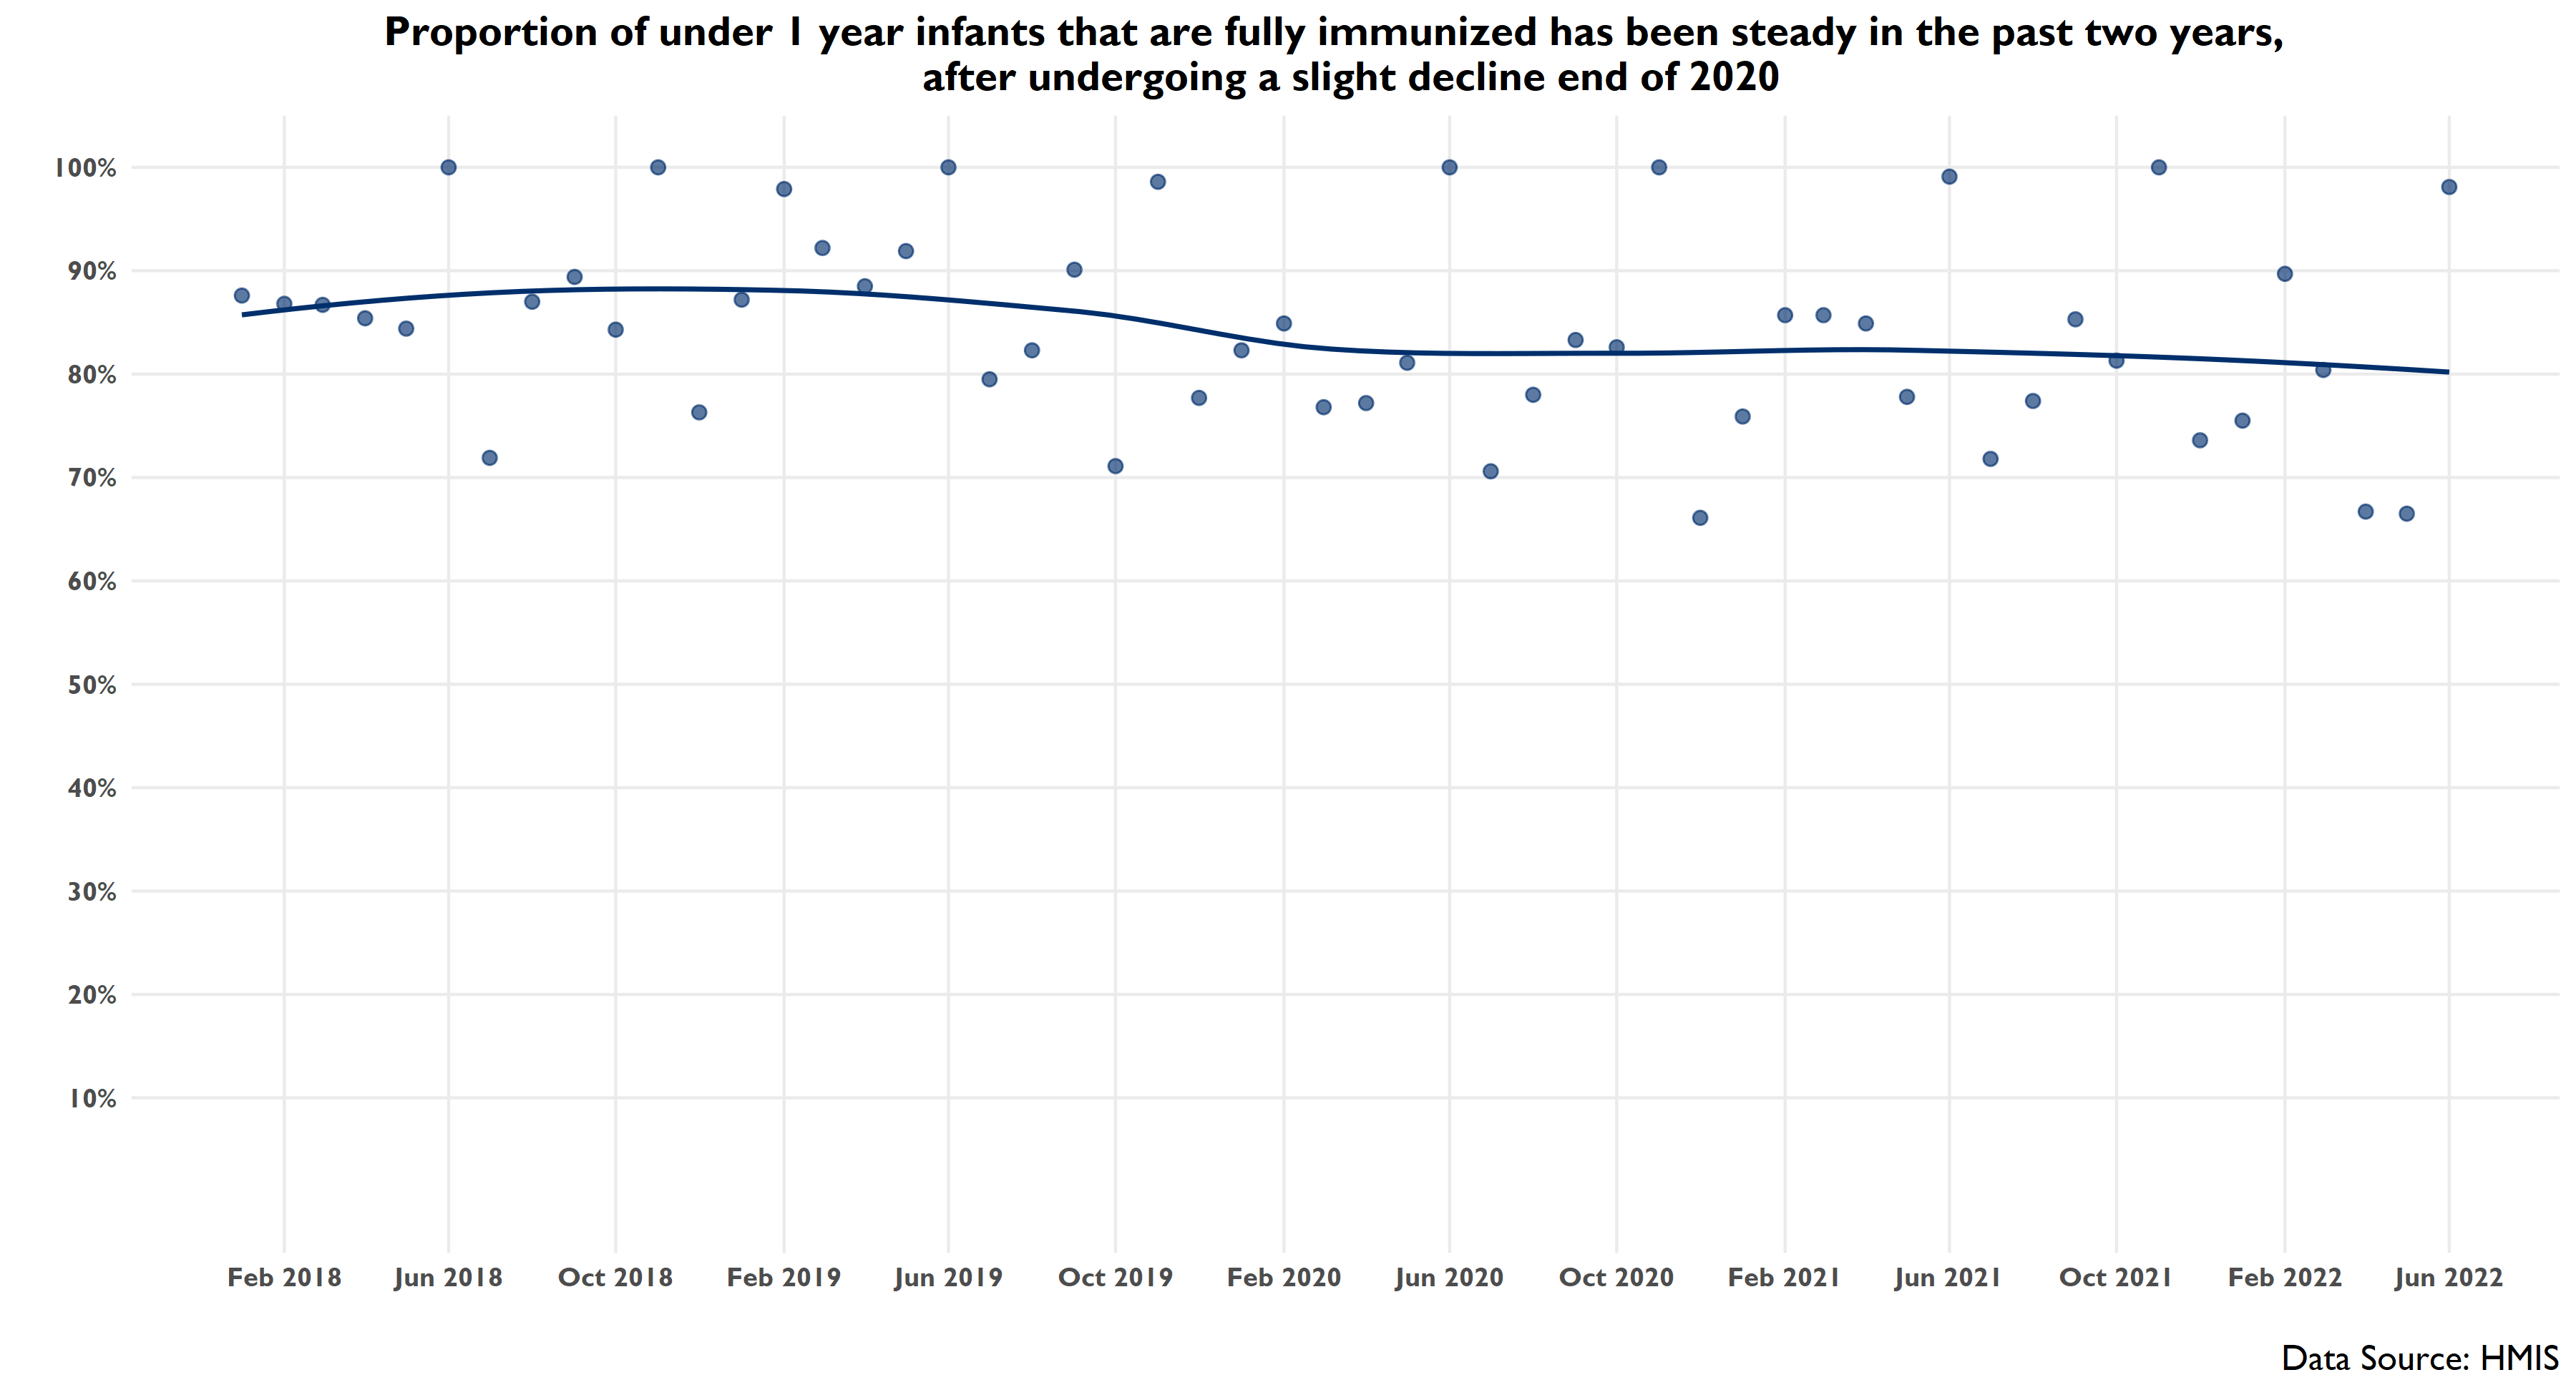 Proportion of under 1 year infants that are fully immunized has been steady in the past two years,
after undergoing a slight decline end of 2020
100%
90%
80%
70%
60%
50%
40%
30%
20%
10%
Feb 2018 Jun 2018 Oct 2018 Feb 2019 Jun 2019 Oct 2019 Feb 2020 Jun 2020 Oct 2020 Feb 2021 Jun 2021 Oct 2021 Feb 2022 Jun 2022
Data Source: HMIS